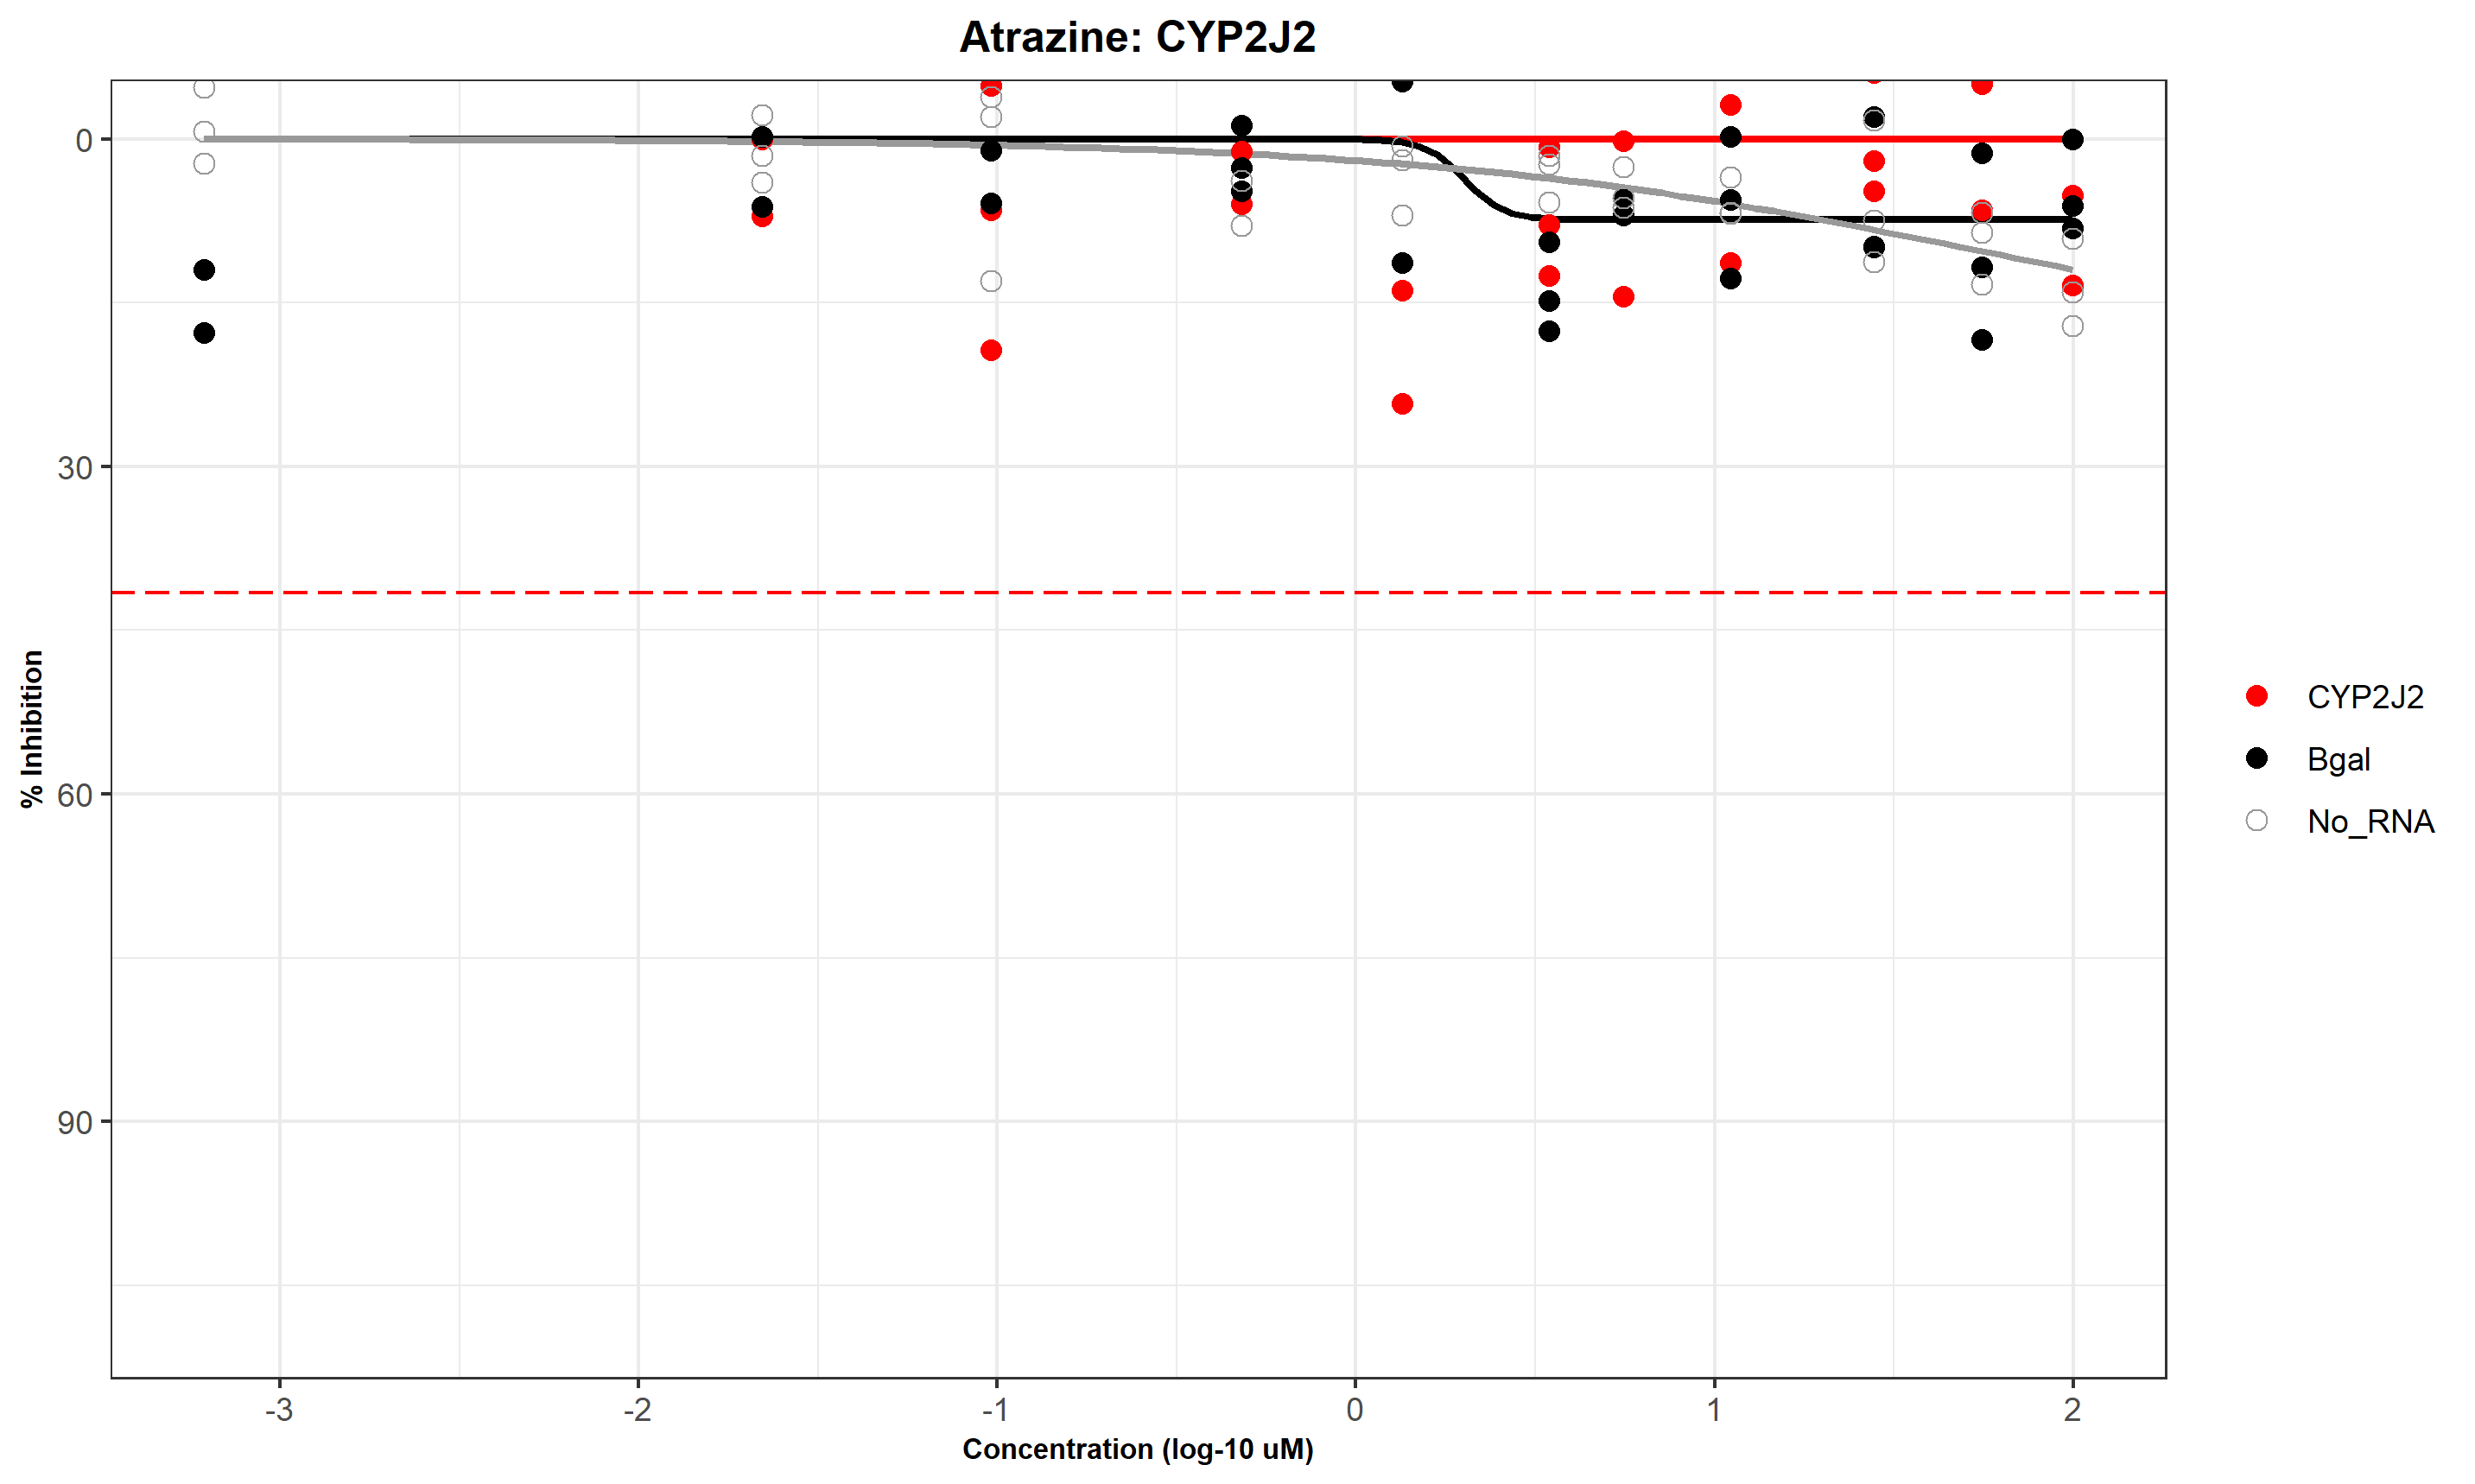 Atrazine: CYP2J2
% Inhibition
0
30
60
90
-3
-2
-1
0
1
2
Concentration (log-10 uM)
CYP2J2
Bgal
No_RNA